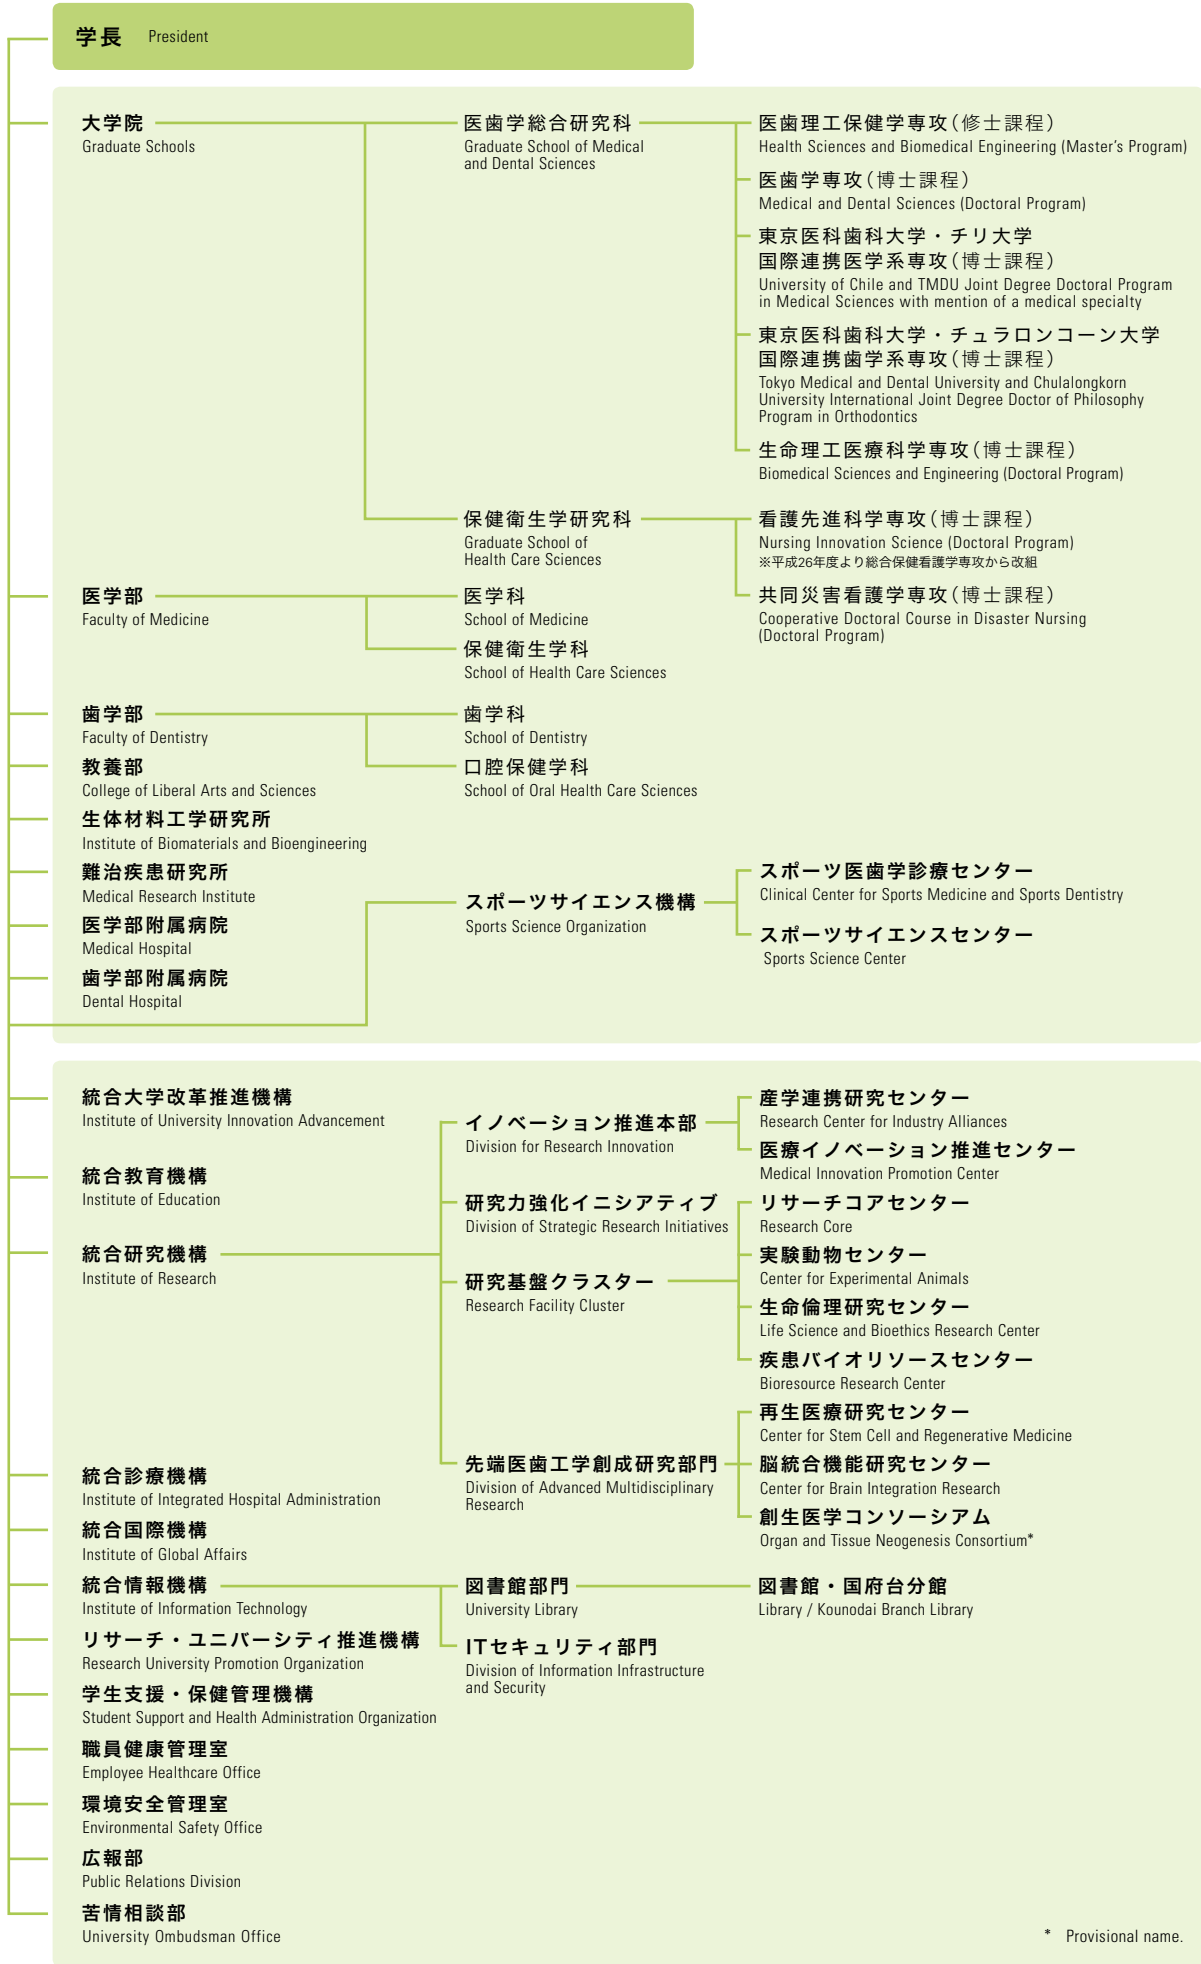 学長 President
大学院
Graduate Schools
医歯学総合研究科
Graduate School of Medical
and Dental Sciences
医歯理工保健学専攻(修士課程)
Health Sciences and Biomedical Engineering (Master's Program)
医歯学専攻(博士課程)
Medical and Dental Sciences (Doctoral Program)
東京医科歯科大学・チリ大学
国際連携医学系専攻(博士課程)
University of Chile and TMDU Joint Degree Doctoral Program
in Medical Sciences with mention of a medical specialty
東京医科歯科大学・チュラロンコーン大学
国際連携歯学系専攻(博士課程)
Tokyo Medical and Dental University and Chulalongkorn
University International Joint Degree Doctor of Philosophy
Program in Orthodontics
生命理工医療科学専攻(博士課程)
Biomedical Sciences and Engineering (Doctoral Program)
保健衛生学研究科
Graduate School of
Health Care Sciences
看護先進科学専攻(博士課程)
Nursing Innovation Science (Doctoral Program)
※平成26年度より総合保健看護学専攻から改組
共同災害看護学専攻(博士課程)
Cooperative Doctoral Course in Disaster Nursing
(Doctoral Program)
医学部
Faculty of Medicine
医学科
School of Medicine
保健衛生学科
School of Health Care Sciences
歯学部
Faculty of Dentistry
歯学科
School of Dentistry
口腔保健学科
School of Oral Health Care Sciences
教養部
College of Liberal Arts and Sciences
生体材料工学研究所
Institute of Biomaterials and Bioengineering
難治疾患研究所
Medical Research Institute
医学部附属病院
Medical Hospital
歯学部附属病院
Dental Hospital
スポーツサイエンス機構
Sports Science Organization
スポーツ医歯学診療センター
Clinical Center for Sports Medicine and Sports Dentistry
スポーツサイエンスセンター
Sports Science Center
統合大学改革推進機構
Institute of University Innovation Advancement
統合教育機構
Institute of Education
統合研究機構
Institute of Research
イノベーション推進本部
Division for Research Innovation
産学連携研究センター
Research Center for Industry Alliances
医療イノベーション推進センター
Medical Innovation Promotion Center
研究力強化イニシアティブ
Division of Strategic Research Initiatives
研究基盤クラスター
Research Facility Cluster
リサーチコアセンター
Research Core
実験動物センター
Center for Experimental Animals
生命倫理研究センター
Life Science and Bioethics Research Center
疾患バイオリソースセンター
Bioresource Research Center
先端医歯工学創成研究部門
Division of Advanced Multidisciplinary
Research
再生医療研究センター
Center for Stem Cell and Regenerative Medicine
脳統合機能研究センター
Center for Brain Integration Research
創生医学コンソーシアム
Organ and Tissue Neogenesis Consortium*
統合診療機構
Institute of Integrated Hospital Administration
統合国際機構
Institute of Global Affairs
統合情報機構
Institute of Information Technology
図書館部門
University Library
図書館・国府台分館
Library / Kounodai Branch Library
ITセキュリティ部門
Division of Information Infrastructure
and Security
リサーチ・ユニバーシティ推進機構
Research University Promotion Organization
学生支援・保健管理機構
Student Support and Health Administration Organization
職員健康管理室
Employee Healthcare Office
環境安全管理室
Environmental Safety Office
広報部
Public Relations Division
苦情相談部
University Ombudsman Office
* Provisional name.